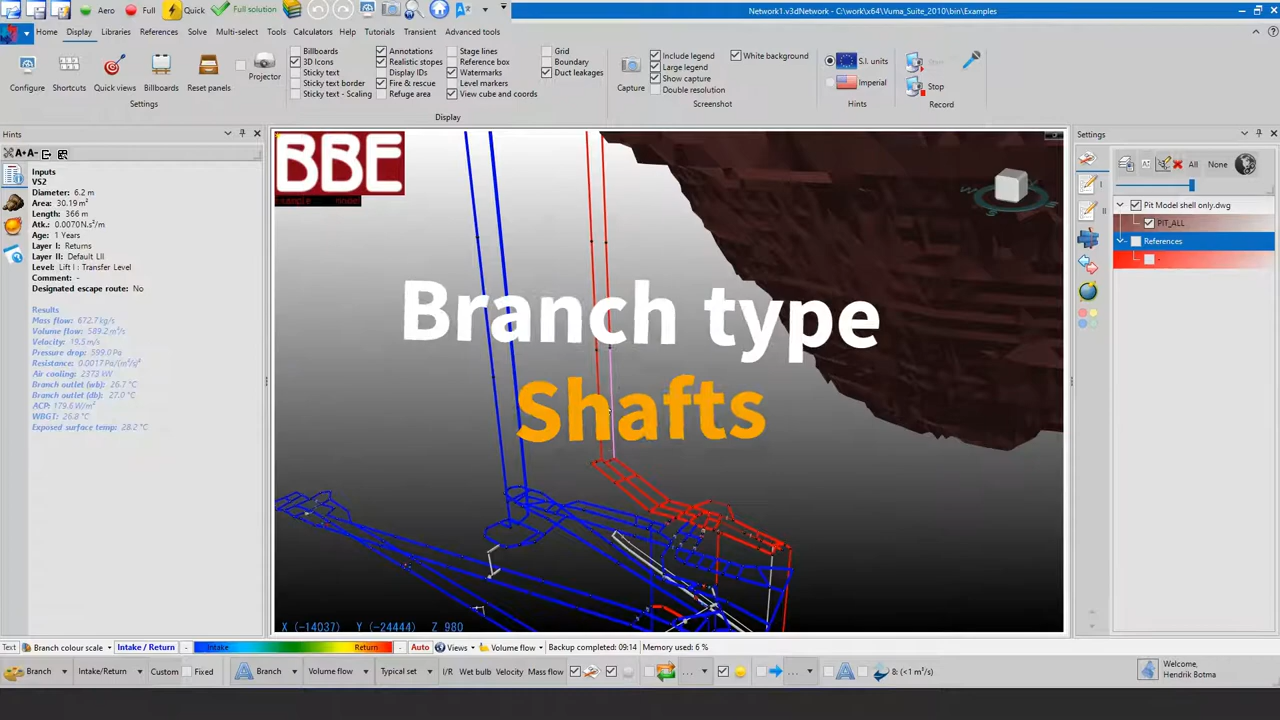 Aero
Full
Quick
Full solution
Network1.v3dNetwork - C:\work\x64\Vuma_Suite_2010\bin\Examples
Home Display Libraries References Solve Multi-select Tools Calculators Help Tutorials Transient Advanced tools
Configure Shortcuts Quick views Billboards Reset panels Projector
Settings
Billboards
3D Icons
Sticky text
Sticky text border
Sticky text - Scaling
Annotations
Realistic stopes
Display IDs
Fire & rescue
Refuge area
Stage lines
Reference box
Watermarks
Level markers
View cube and coords
Grid
Boundary
Duct leakages
Display
Capture
Include legend
Large legend
Show capture
Double resolution
White background
Screenshot
S.I. units
Imperial
Hints
Stop
Record
Hints
A+ A-
Inputs
VS2
Diameter: 6.2 m
Area: 30.19 m²
Length: 366 m
Atk.: 0.0070 N.s²/m⁴
Age: 1 Years
Layer I: Returns
Layer II: Default LII
Level: Lift I : Transfer Level
Comment: -
Designated escape route: No
Results
Mass flow: 672.7 kg/s
Volume flow: 589.2 m³/s
Velocity: 19.5 m/s
Pressure drop: 599.0 Pa
Resistance: 0.0017 Pa/(m³/s)²
Air cooling: 2373 kW
Branch outlet (wb): 26.7 °C
Branch outlet (db): 27.0 °C
ACP: 179.6 W/m²
WBGT: 26.8 °C
Exposed surface temp: 28.2 °C
BBE
example model
Branch type
Shafts
X (-14037) Y (-24444) Z 980
Settings
All None
Pit Model shell only.dwg
PIT_ALL
References
-
Text Branch colour scale Intake / Return - Intake Return - Auto Views Volume flow Backup completed: 09:14 Memory used: 6 %
Branch Intake/Return Custom Fixed Branch Volume flow Typical set I/R Wet bulb Velocity Mass flow ... ... 8: (<1 m³/s)
Welcome,
Hendrik Botma